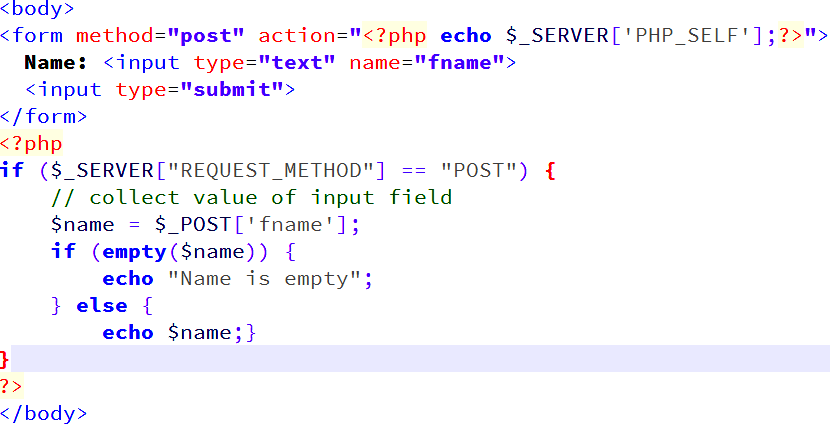 <body>
<form method="post" action="<?php echo $_SERVER['PHP_SELF'];?>">
  Name: <input type="text" name="fname">
  <input type="submit">
</form>
<?php
if ($_SERVER["REQUEST_METHOD"] == "POST") {
    // collect value of input field
    $name = $_POST['fname'];
    if (empty($name)) {
        echo "Name is empty";
    } else {
        echo $name;}
}
?>
</body>